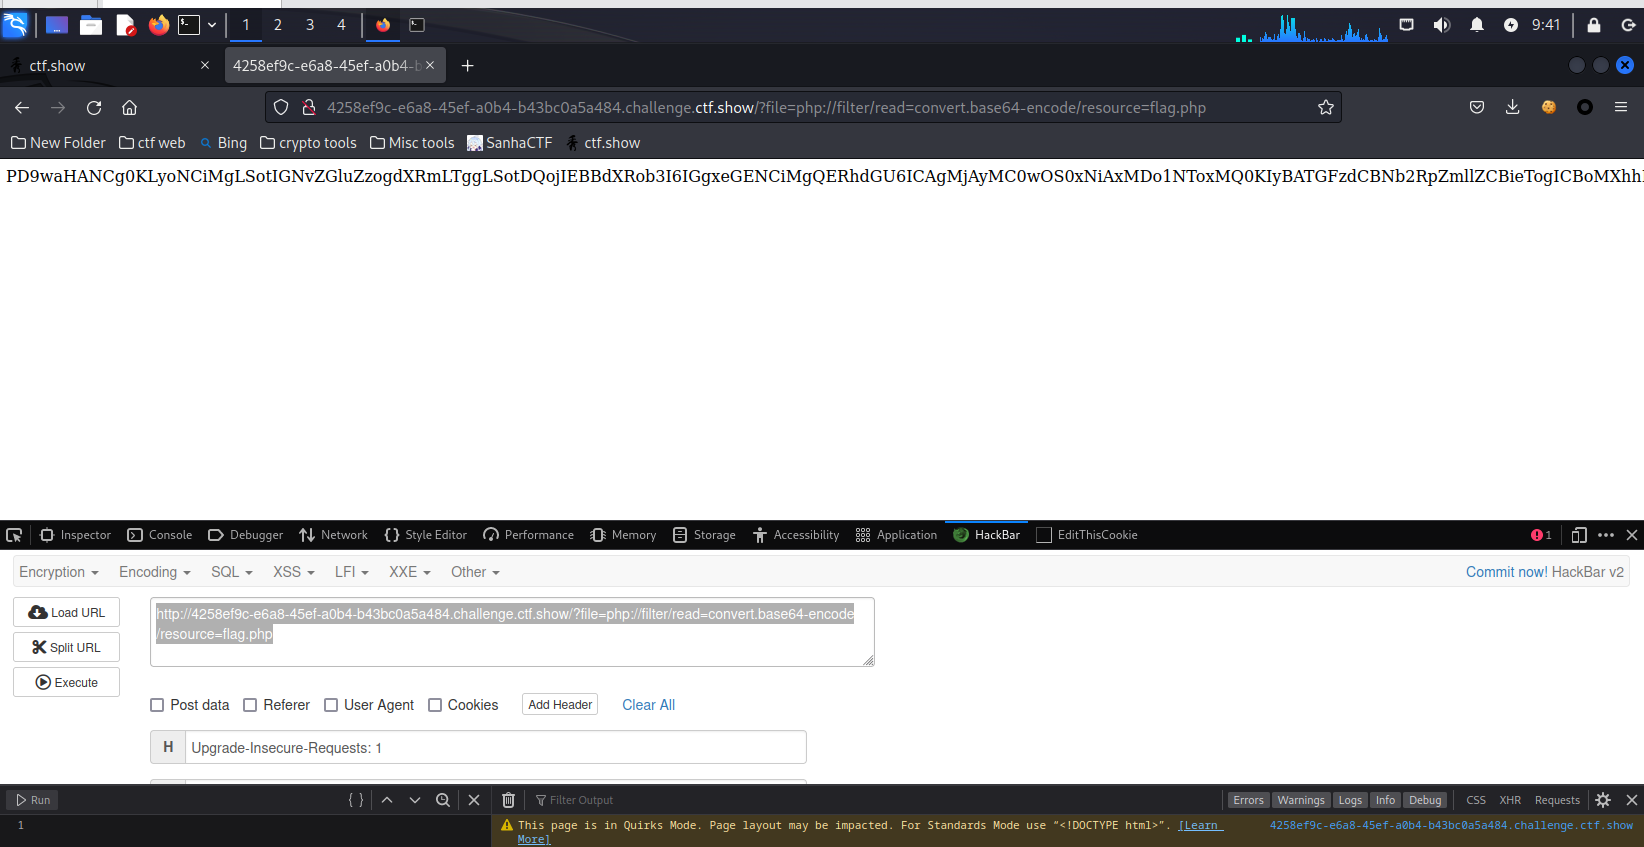 1 2 3 4 9:41
ctf.show
4258ef9c-e6a8-45ef-a0b4-b
4258ef9c-e6a8-45ef-a0b4-b43bc0a5a484.challenge.ctf.show/?file=php://filter/read=convert.base64-encode/resource=flag.php
New Folder ctf web Bing crypto tools Misc tools SanhaCTF ctf.show
PD9waHANCg0KLyoNCiMgLSotIGNvZGluZzogdXRmLTggLSotDQojIEBBdXRob3I6IGgxeGENCiMgQERhdGU6ICAgMjAyMC0wOS0xNiAxMDo1NToxMQ0KIyBATGFzdCBNb2RpZmllZCBieTogICBoMXhh
Inspector Console Debugger Network Style Editor Performance Memory Storage Accessibility Application HackBar EditThisCookie 1
Encryption Encoding SQL XSS LFI XXE Other Commit now! HackBar v2
Load URL
Split URL
Execute
http://4258ef9c-e6a8-45ef-a0b4-b43bc0a5a484.challenge.ctf.show/?file=php://filter/read=convert.base64-encode
/resource=flag.php
Post data Referer User Agent Cookies Add Header Clear All
H Upgrade-Insecure-Requests: 1
Run { } Filter Output Errors Warnings Logs Info Debug CSS XHR Requests
1
This page is in Quirks Mode. Page layout may be impacted. For Standards Mode use “<!DOCTYPE html>”. [Learn 4258ef9c-e6a8-45ef-a0b4-b43bc0a5a484.challenge.ctf.show
More]